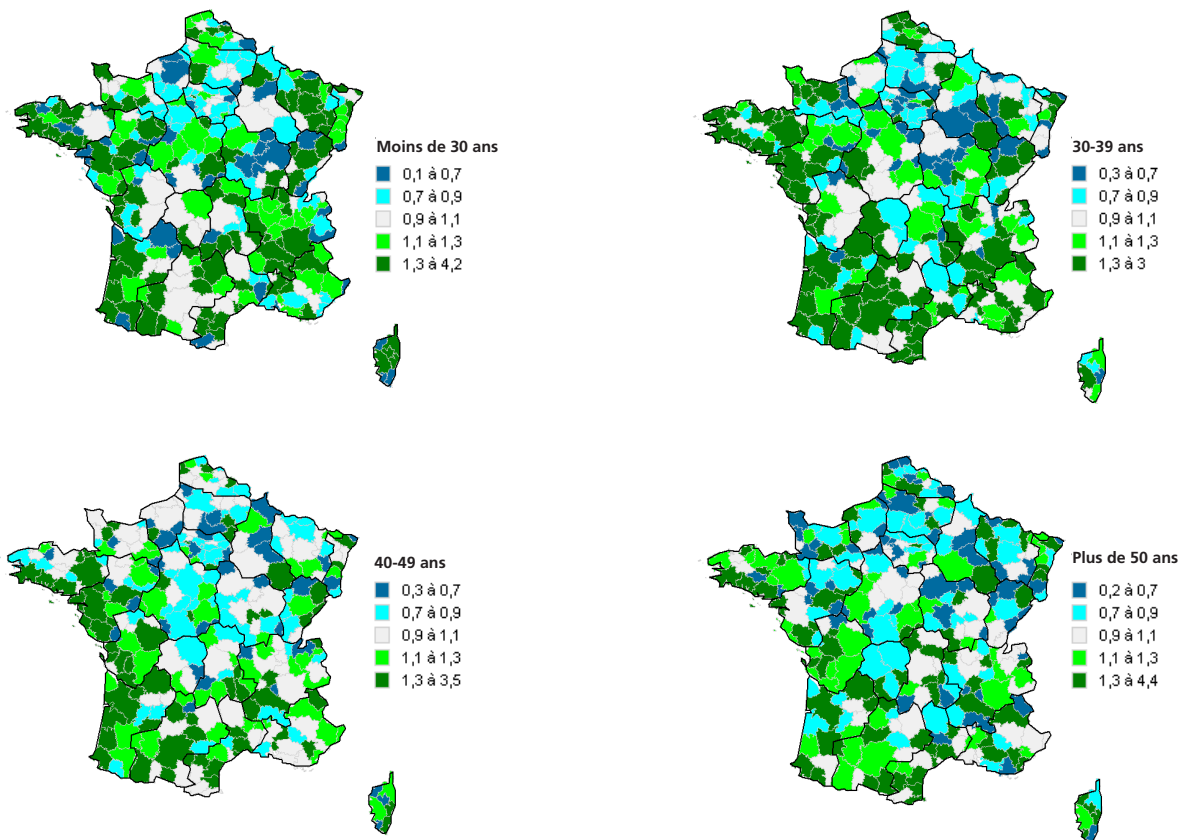 Moins de 30 ans
0,1 à 0,7
0,7 à 0,9
0,9 à 1,1
1,1 à 1,3
1,3 à 4,2
30-39 ans
0,3 à 0,7
0,7 à 0,9
0,9 à 1,1
1,1 à 1,3
1,3 à 3
40-49 ans
0,3 à 0,7
0,7 à 0,9
0,9 à 1,1
1,1 à 1,3
1,3 à 3,5
Plus de 50 ans
0,2 à 0,7
0,7 à 0,9
0,9 à 1,1
1,1 à 1,3
1,3 à 4,4